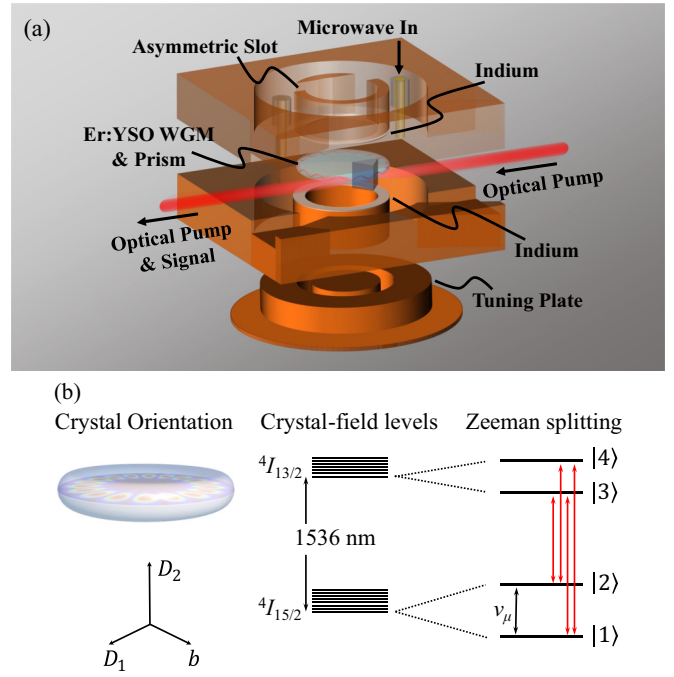 (a)
Microwave In
Asymmetric Slot
Indium
Er:YSO WGM
& Prism
Optical Pump
Optical Pump
& Signal
Indium
Tuning Plate
(b)
Crystal Orientation
Crystal-field levels
Zeeman splitting
⁴I₁₃/₂
|4⟩
|3⟩
1536 nm
D₂
⁴I₁₅/₂
|2⟩
νμ
|1⟩
D₁
b